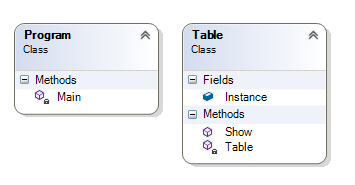 Program
Class
Methods
Main
Table
Class
Fields
Instance
Methods
Show
Table